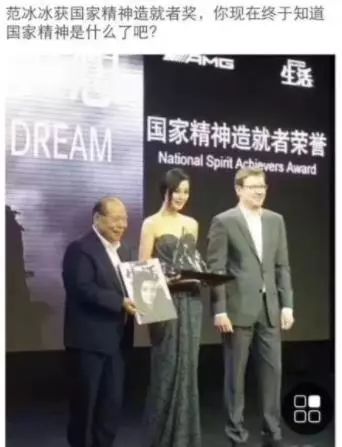 范冰冰获国家精神造就者奖，你现在终于知道
国家精神是什么了吧?
AMG
生活
想
DREAM
国家精神造就者荣誉
National Spirit Achievers Award